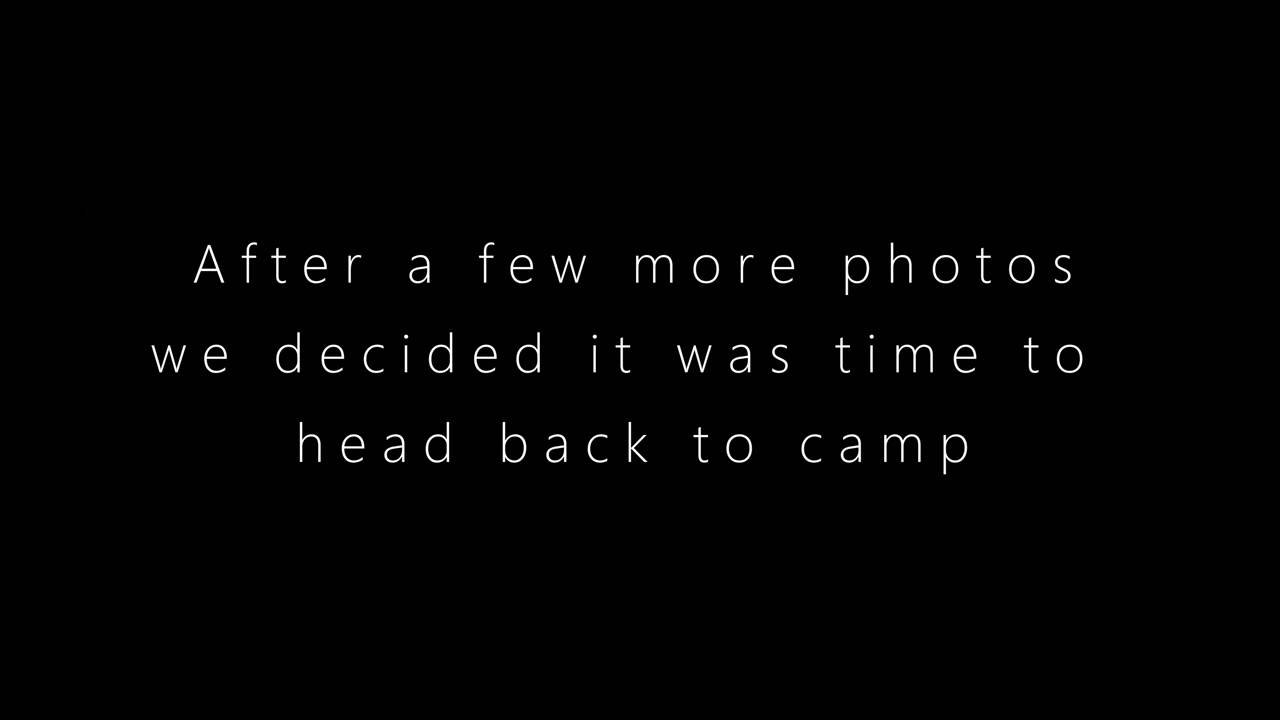 After a few more photos
we decided it was time to
head back to camp